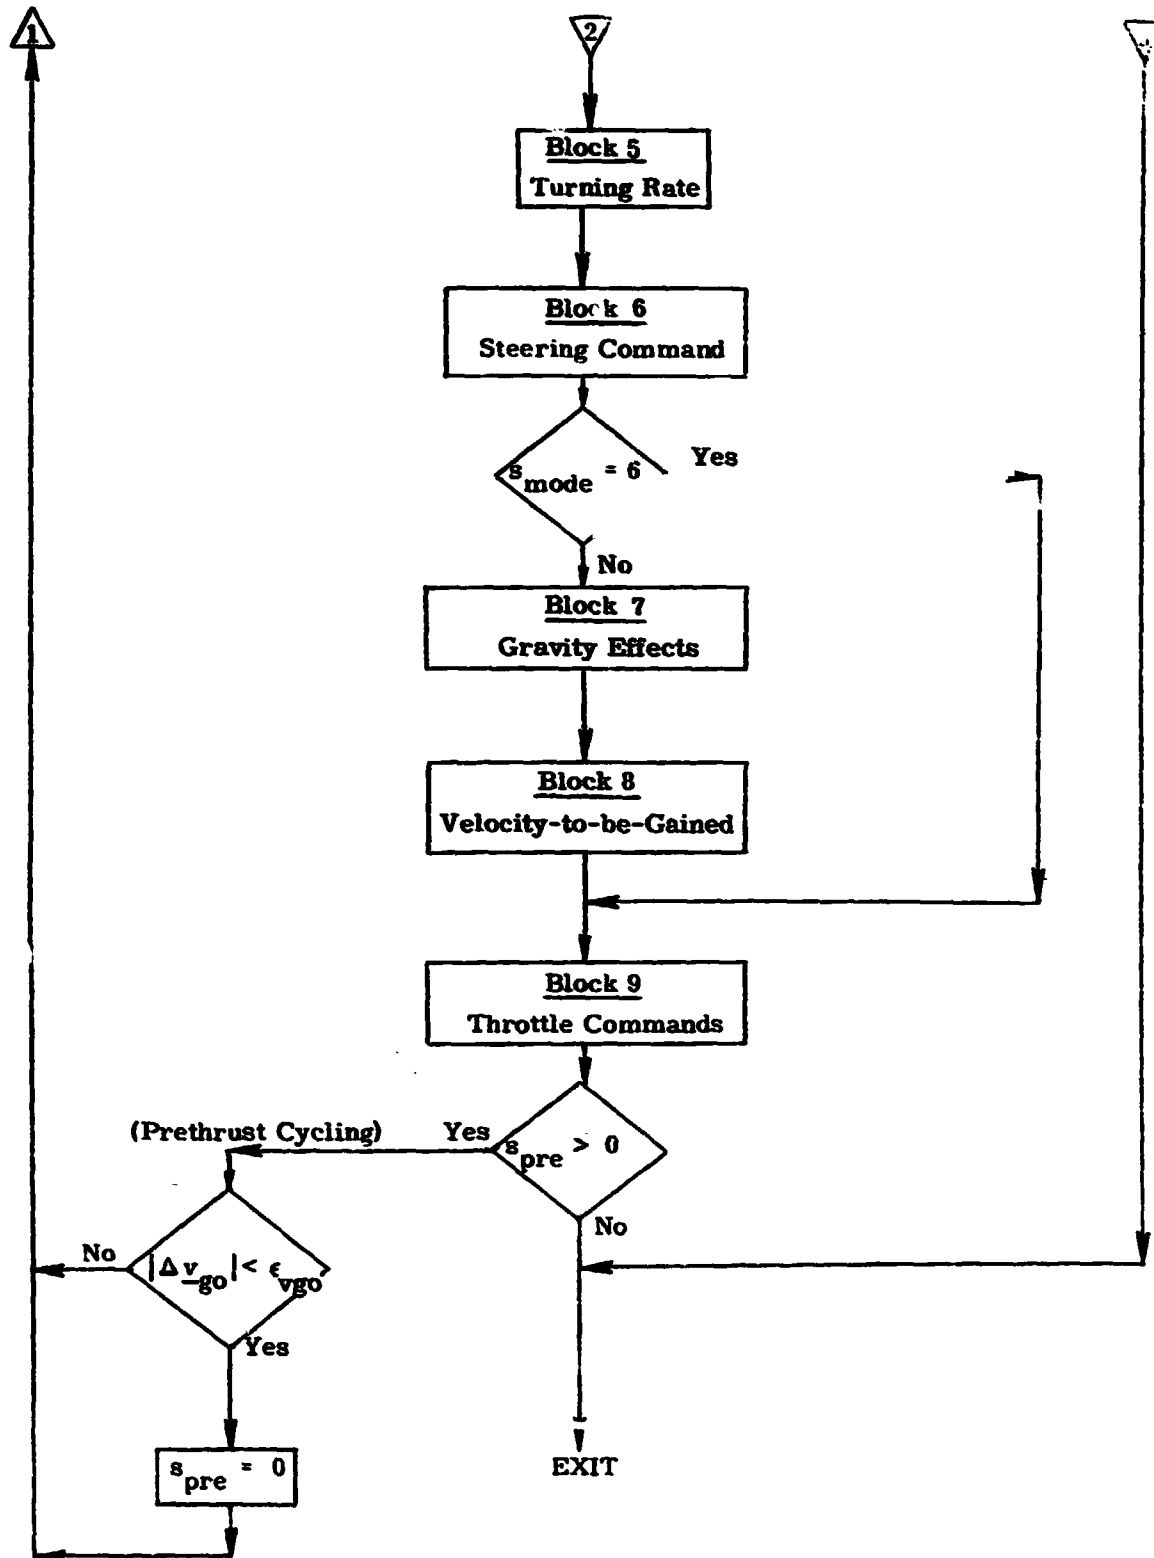 1
2
Block 5
Turning Rate
Block 6
Steering Command
s_mode = 6
Yes
No
Block 7
Gravity Effects
Block 8
Velocity-to-be-Gained
Block 9
Throttle Commands
(Prethrust Cycling)
Yes
s_pre > 0
No
No
|Δv_go| < ε_vgo
Yes
s_pre = 0
EXIT